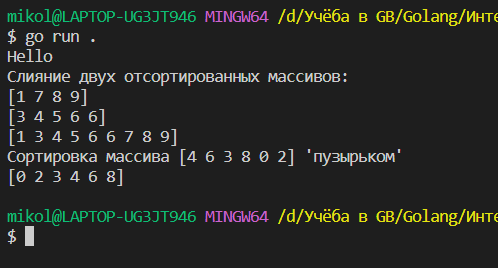 mikol@LAPTOP-UG3JT946 MINGW64 /d/Учёба в GB/Golang/Инте
$ go run .
Hello
Слияние двух отсортированных массивов:
[1 7 8 9]
[3 4 5 6 6]
[1 3 4 5 6 6 7 8 9]
Сортировка массива [4 6 3 8 0 2] 'пузырьком'
[0 2 3 4 6 8]
mikol@LAPTOP-UG3JT946 MINGW64 /d/Учёба в GB/Golang/Инте
$